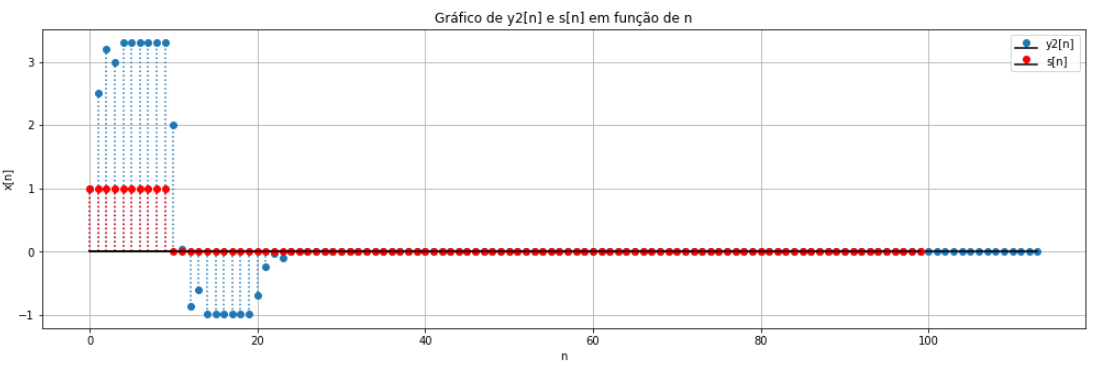 Gráfico de y2[n] e s[n] em função de n
y2[n]
s[n]
x[n]
3
2
1
0
−1
0 20 40 60 80 100
n